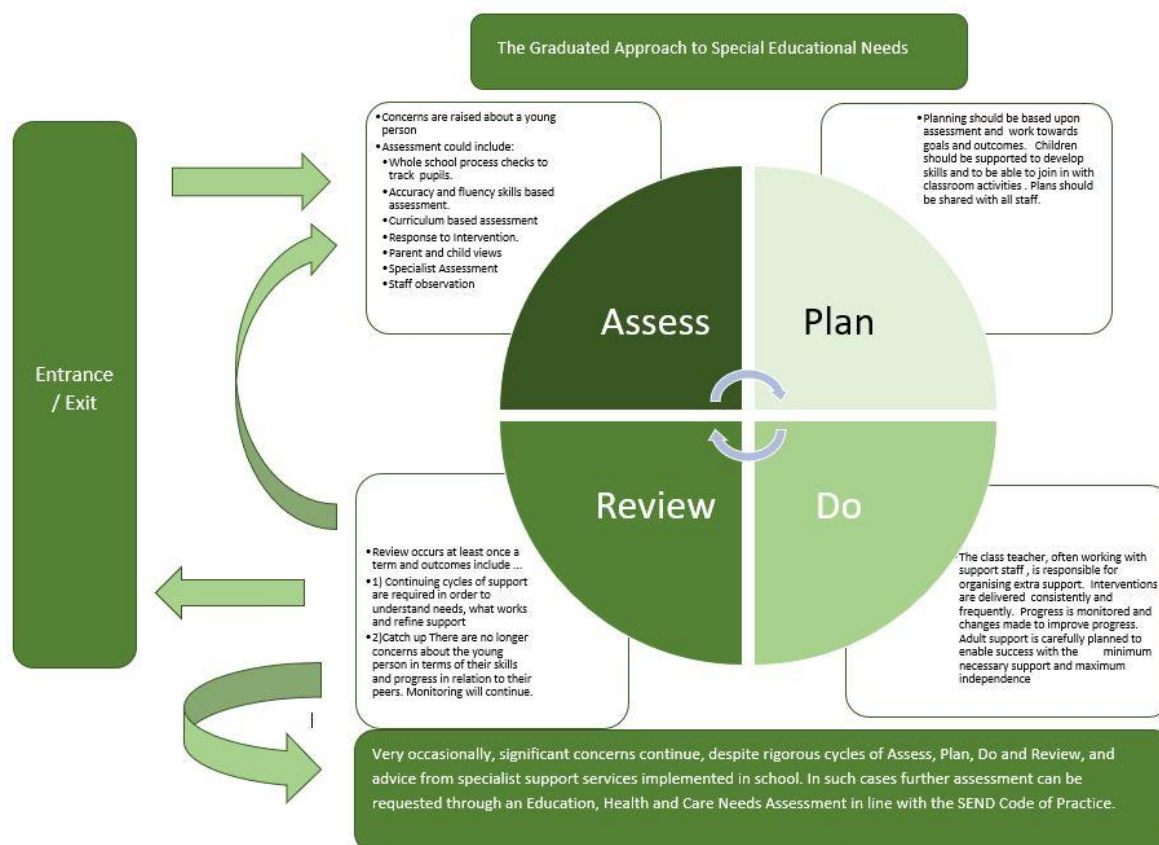 The Graduated Approach to Special Educational Needs
Entrance
/ Exit
•Concerns are raised about a young
person
•Assessment could include:
•Whole school process checks to
track pupils.
•Accuracy and fluency skills based
assessment.
•Curriculum based assessment
•Response to Intervention.
•Parent and child views
•Specialist Assessment
•Staff observation
•Planning should be based upon
assessment and work towards
goals and outcomes. Children
should be supported to develop
skills and to be able to join in with
classroom activities . Plans should
be shared with all staff.
Assess
Plan
Review
Do
•Review occurs at least once a
term and outcomes include ...
•1) Continuing cycles of support
are required in order to
understand needs, what works
and refine support
•2)Catch up There are no longer
concerns about the young
person in terms of their skills
and progress in relation to their
peers. Monitoring will continue.
•The class teacher, often working with
support staff , is responsible for
organising extra support. Interventions
are delivered consistently and
frequently. Progress is monitored and
changes made to improve progress.
Adult support is carefully planned to
enable success with the minimum
necessary support and maximum
independence
Very occasionally, significant concerns continue, despite rigorous cycles of Assess, Plan, Do and Review, and
advice from specialist support services implemented in school. In such cases further assessment can be
requested through an Education, Health and Care Needs Assessment in line with the SEND Code of Practice.